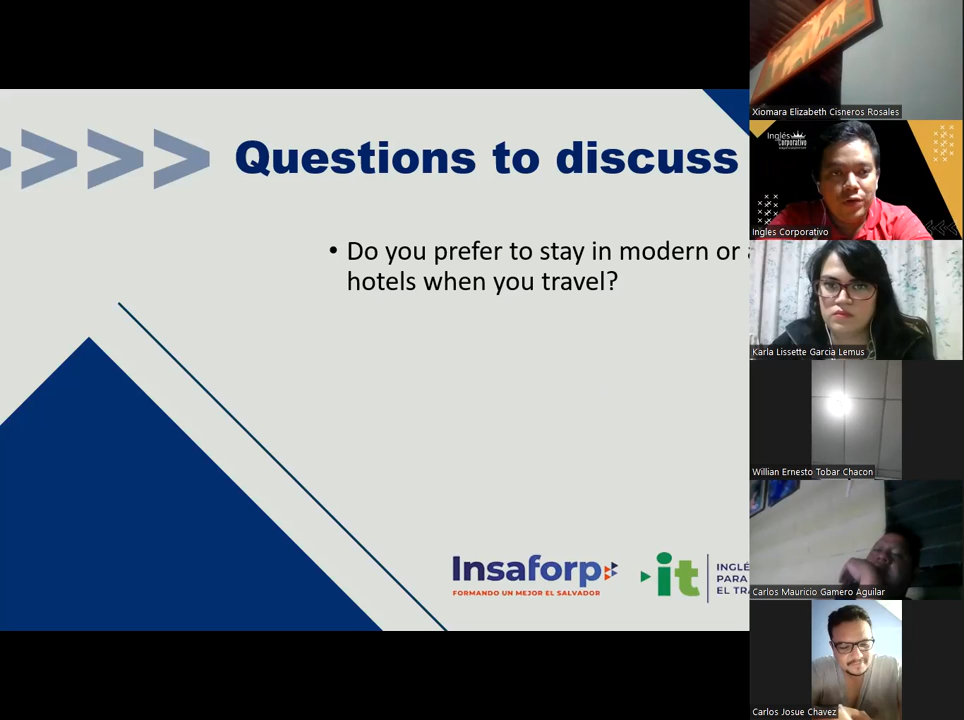 Questions to discuss
• Do you prefer to stay in modern or
hotels when you travel?
Insaforp
FORMANDO UN MEJOR EL SALVADOR
it
INGLÉ
PARA
EL TRA
Xiomara Elizabeth Cisneros Rosales
Inglés
Corporativo
Ingles Corporativo
Karla Lissette Garcia Lemus
Willian Ernesto Tobar Chacon
Carlos Mauricio Gamero Aguilar
Carlos Josue Chavez